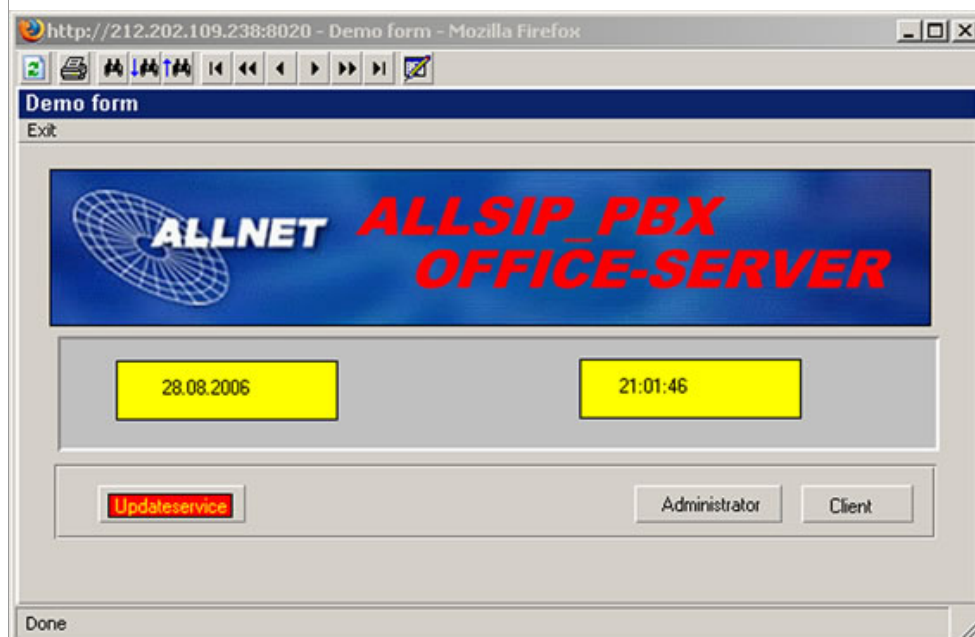 http://212.202.109.238:8020 - Demo form - Mozilla Firefox
Demo form
Exit
ALLNET ALLSIP_PBX
OFFICE-SERVER
28.08.2006 21:01:46
Updateservice Administrator Client
Done